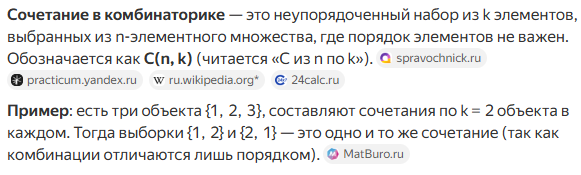 Сочетание в комбинаторике — это неупорядоченный набор из k элементов,
выбранных из n-элементного множества, где порядок элементов не важен.
Обозначается как C(n, k) (читается «С из n по k»). spravochnick.ru
practicum.yandex.ru ru.wikipedia.org* 24calc.ru
Пример: есть три объекта {1, 2, 3}, составляют сочетания по k = 2 объекта в
каждом. Тогда выборки {1, 2} и {2, 1} — это одно и то же сочетание (так как
комбинации отличаются лишь порядком). MatBuro.ru